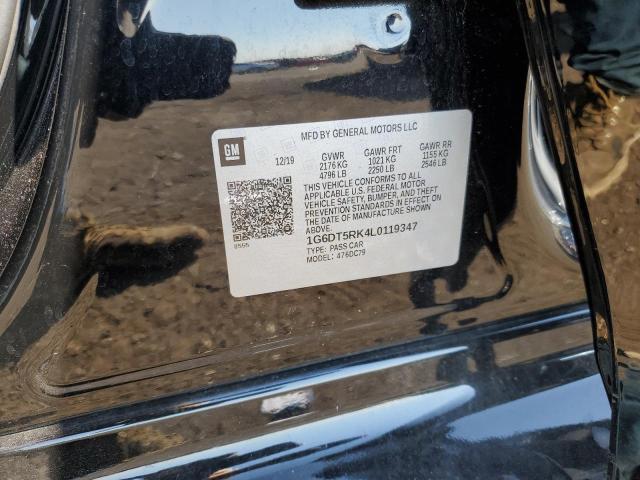 MFD BY GENERAL MOTORS LLC
GM
12/19 GVWR GAWR FRT GAWR RR
2176 KG 1021 KG 1155 KG
4796 LB 2250 LB 2546 LB
THIS VEHICLE CONFORMS TO ALL
APPLICABLE U.S. FEDERAL MOTOR
VEHICLE SAFETY, BUMPER, AND THEFT
PREVENTION STANDARDS IN EFFECT ON
THE DATE OF MANUFACTURE SHOWN
ABOVE.
1G6DT5RK4L0119347
TYPE: PASS CAR
MODEL: 476DC79